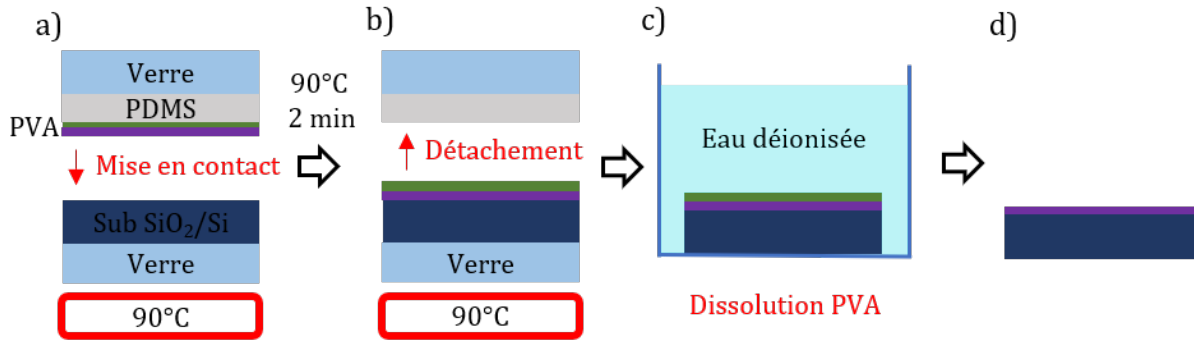 a)
Verre
PDMS
PVA
Mise en contact
Sub SiO₂/Si
Verre
90°C
90°C
2 min
b)
Détachement
Verre
90°C
c)
Eau déionisée
Dissolution PVA
d)